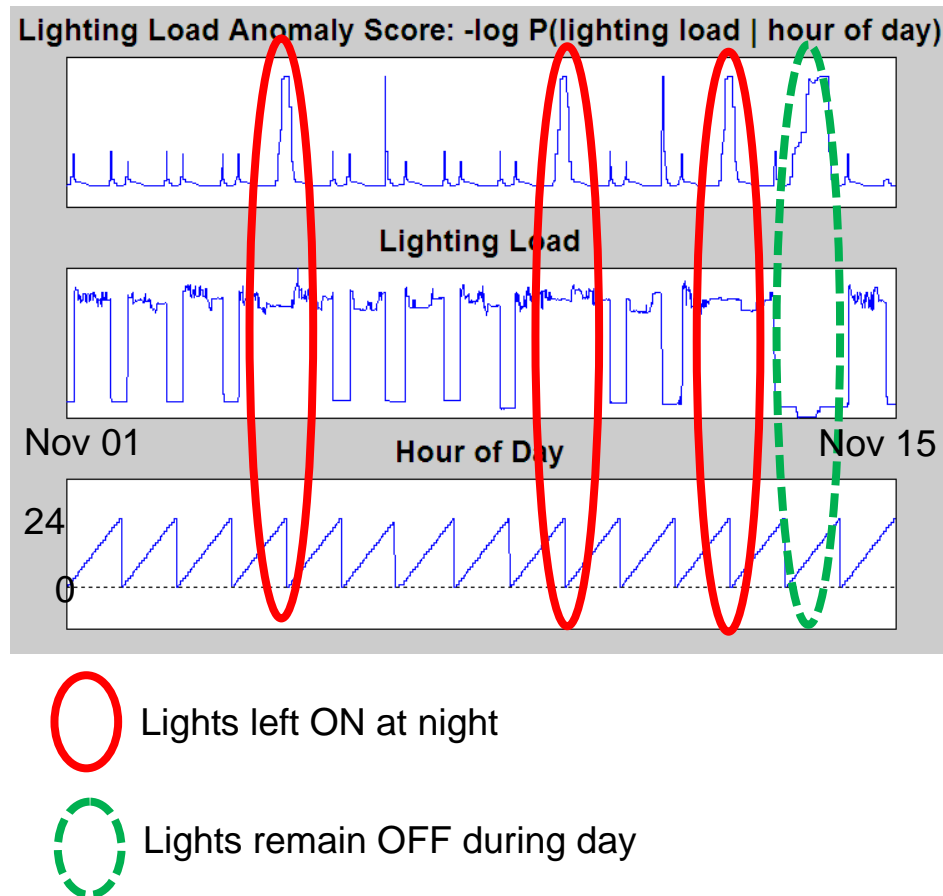 Lighting Load Anomaly Score: -log P(lighting load | hour of day)
Lighting Load
Nov 01
Nov 15
Hour of Day
24
0
Lights left ON at night
Lights remain OFF during day